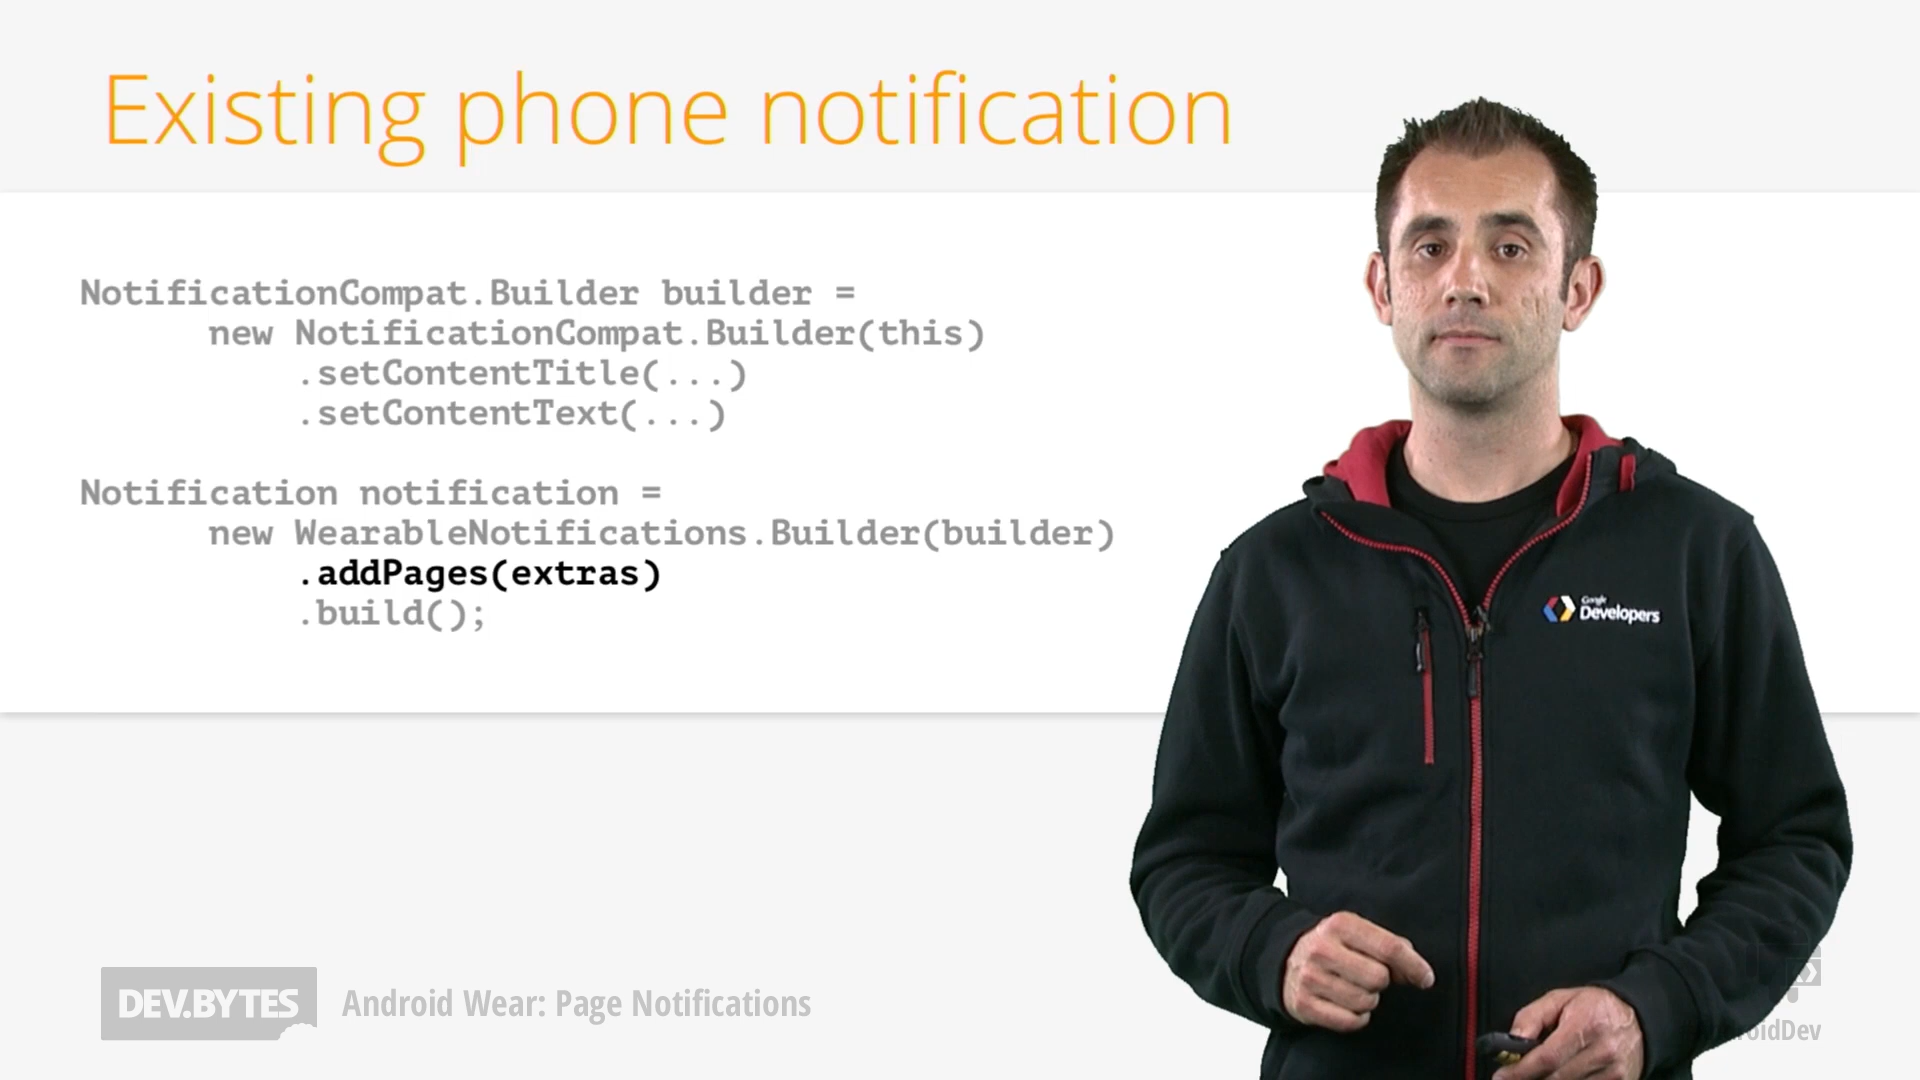 Existing phone notification
NotificationCompat.Builder builder =
new NotificationCompat.Builder(this)
.setContentTitle(...)
.setContentText(...)
Notification notification =
new WearableNotifications.Builder(builder)
.addPages(extras)
.build();
Google
Developers
DEV.BYTES
Android Wear: Page Notifications